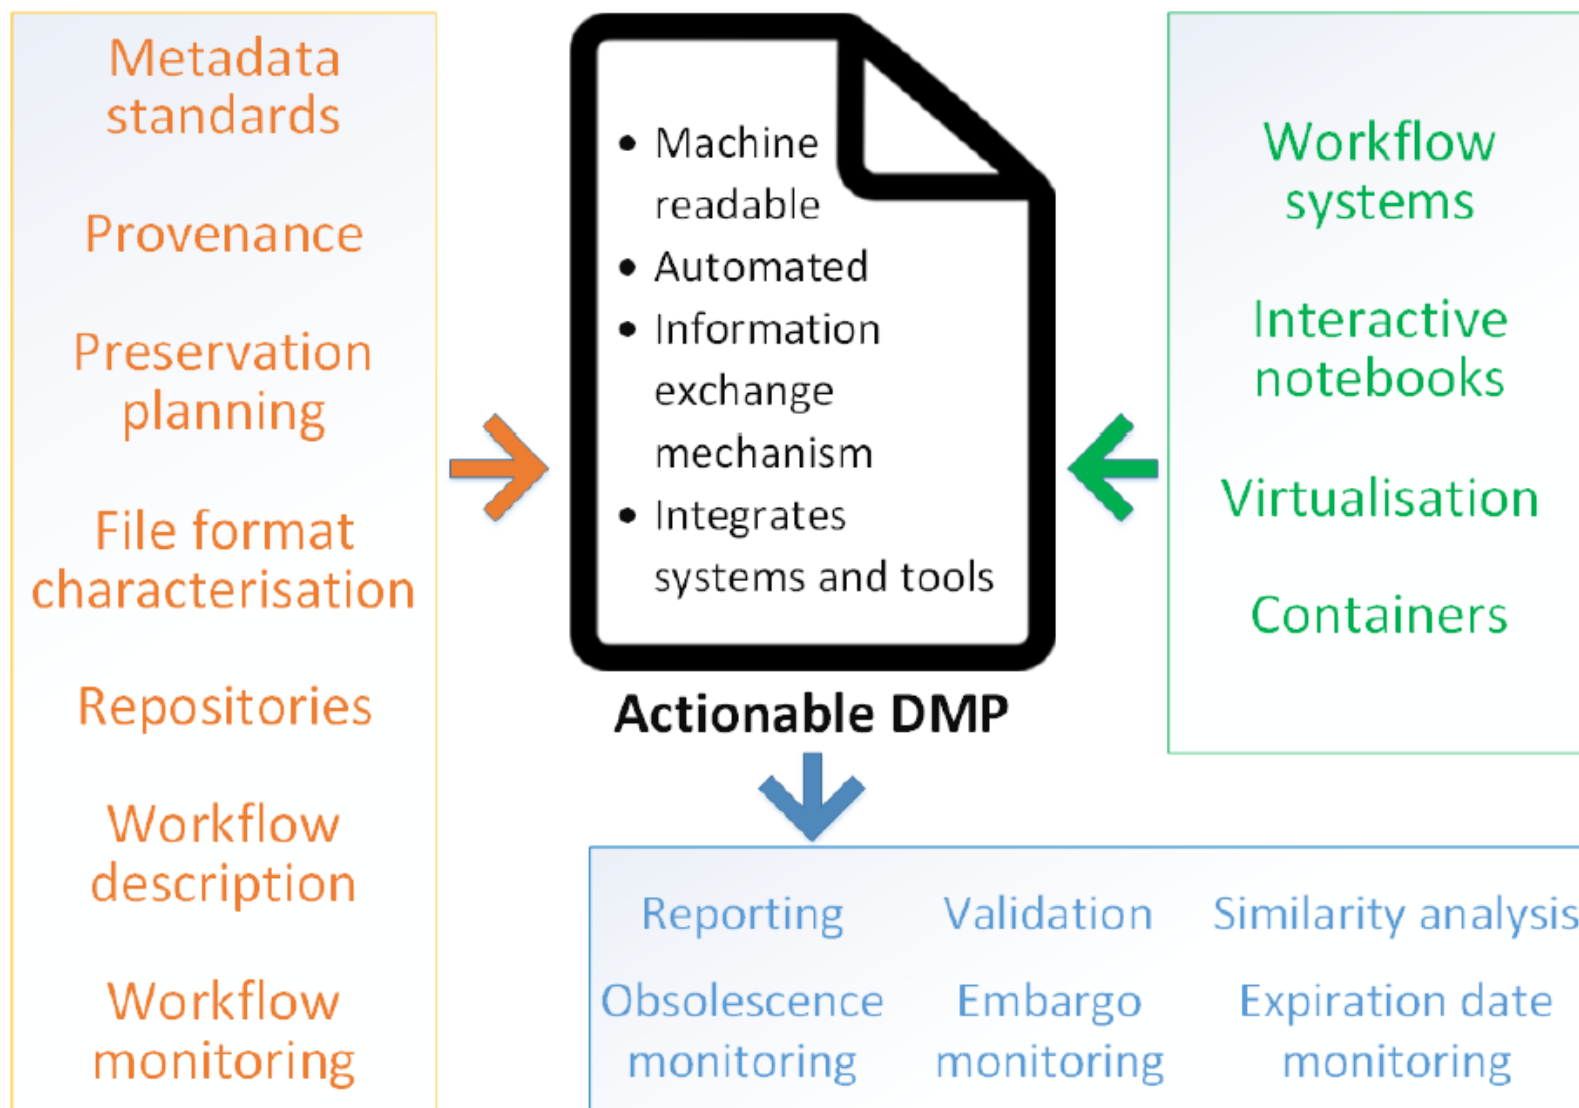 Metadata
standards
Provenance
Preservation
planning
File format
characterisation
Repositories
Workflow
description
Workflow
monitoring
• Machine
readable
• Automated
• Information
exchange
mechanism
• Integrates
systems and tools
Actionable DMP
Workflow
systems
Interactive
notebooks
Virtualisation
Containers
Reporting
Validation
Similarity analysis
Obsolescence
monitoring
Embargo
monitoring
Expiration date
monitoring